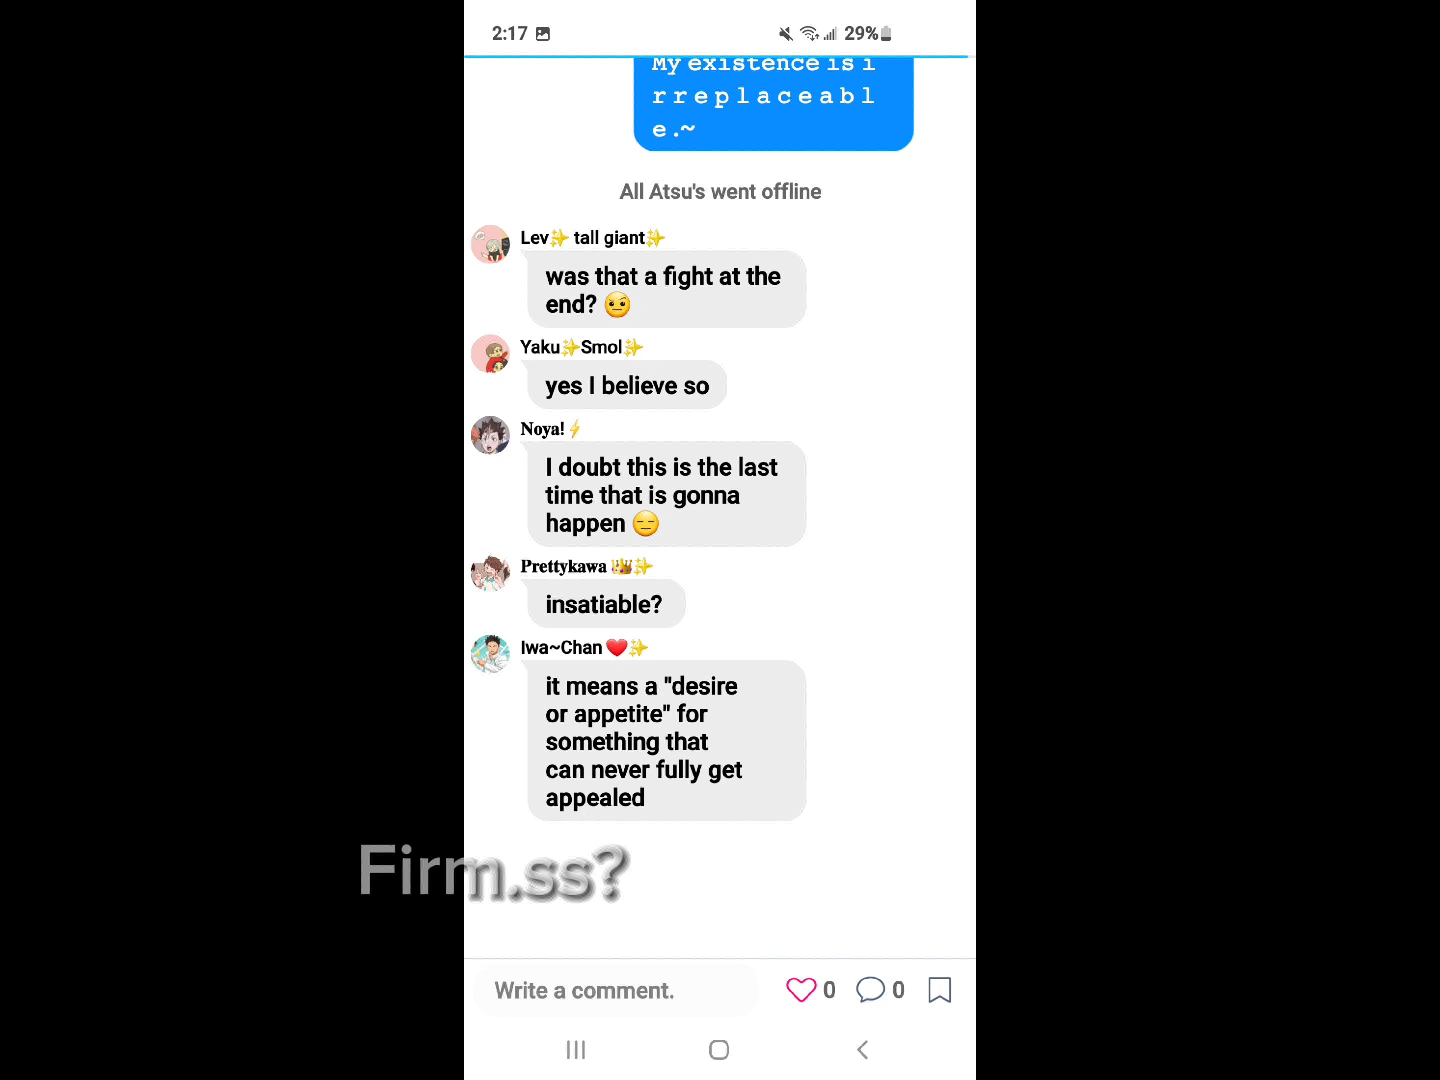 2:17 29%
My existence is i
r r e p l a c e a b l
e .~
All Atsu's went offline
Lev✨ tall giant✨
was that a fight at the
end? 🤨
Yaku✨Smol✨
yes I believe so
Noya!⚡
I doubt this is the last
time that is gonna
happen 😑
Prettykawa 👑✨
insatiable?
Iwa~Chan ❤️✨
it means a "desire
or appetite" for
something that
can never fully get
appealed
Firm.ss?
Write a comment. 0 0